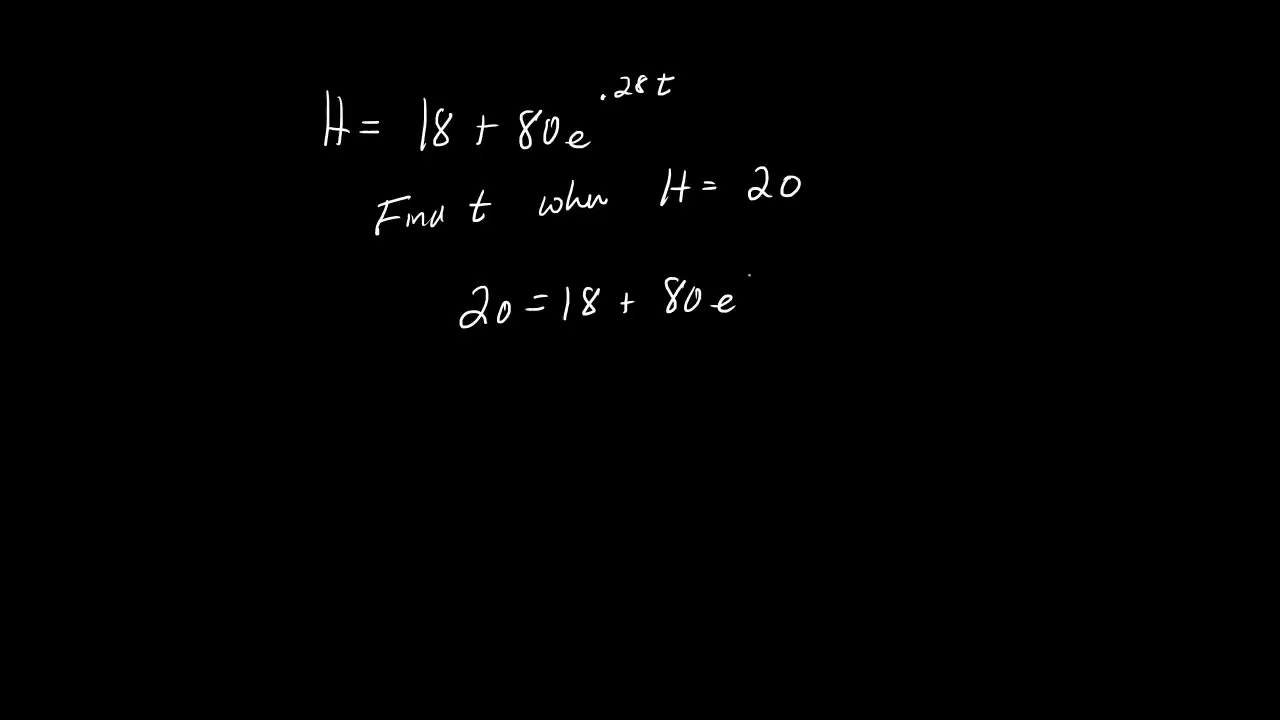 H = 18 + 80e^.28t
Find t when H = 20
20 = 18 + 80e